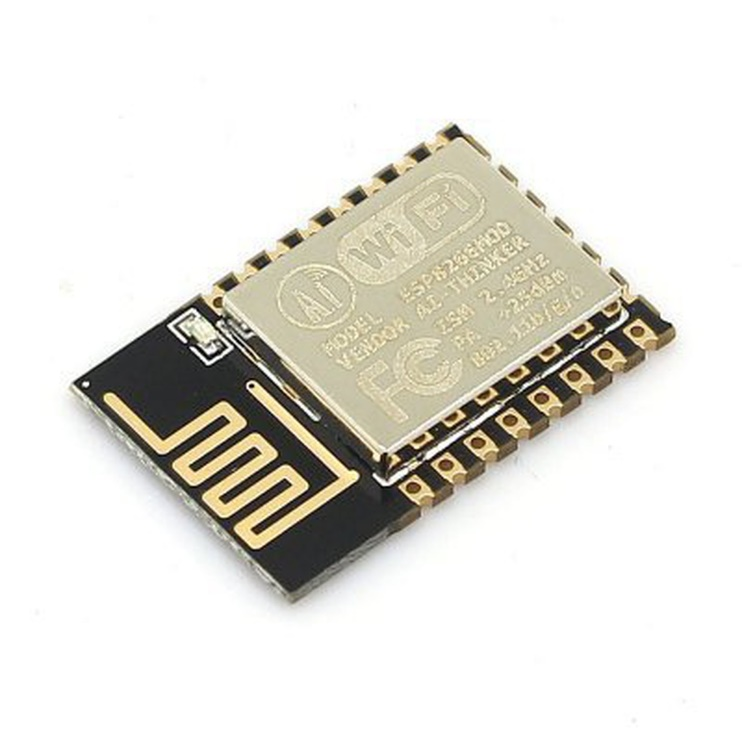 Ai WiFi
MODEL ESP8266MOD
VENDOR AI-THINKER
ISM 2.4GHz
PA +25dBm
802.11b/g/n
FC